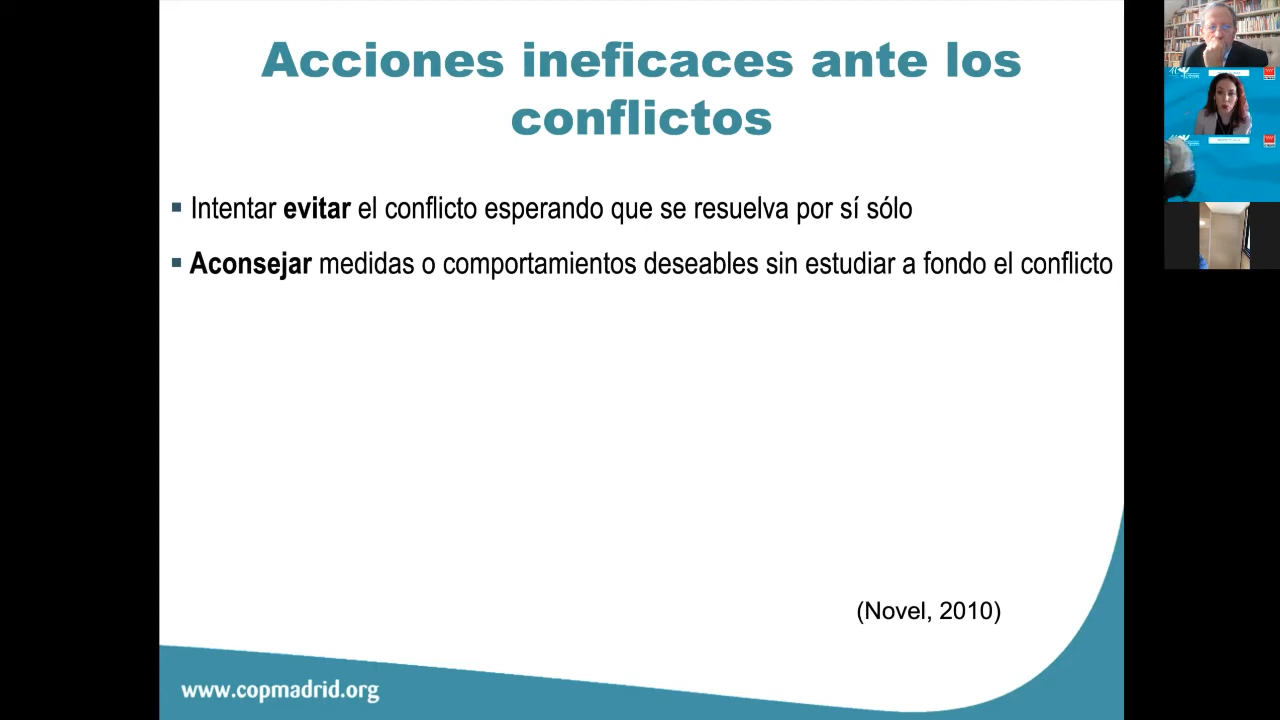 Acciones ineficaces ante los
conflictos
▪ Intentar evitar el conflicto esperando que se resuelva por sí sólo
▪ Aconsejar medidas o comportamientos deseables sin estudiar a fondo el conflicto
(Novel, 2010)
www.copmadrid.org